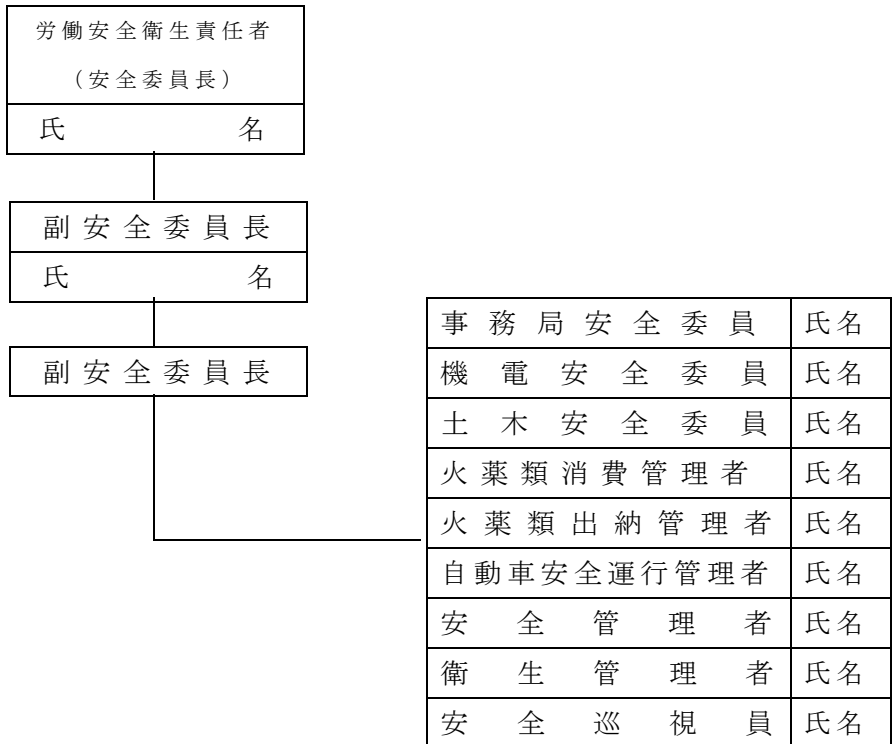 労働安全衛生責任者
（安全委員長）
氏名
副安全委員長
氏名
副安全委員長
事務局安全委員 氏名
機電安全委員 氏名
土木安全委員 氏名
火薬類消費管理者 氏名
火薬類出納管理者 氏名
自動車安全運行管理者 氏名
安全管理者 氏名
衛生管理者 氏名
安全巡視員 氏名